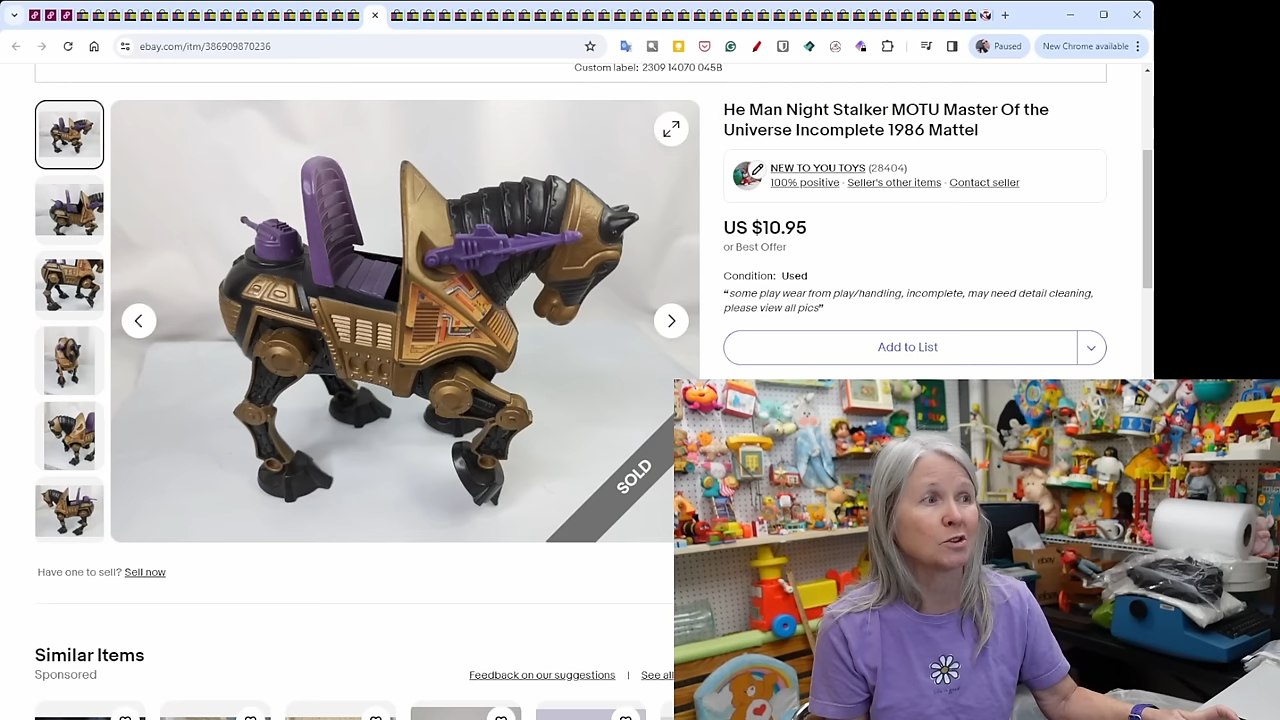 ebay.com/itm/386909870236
Paused
New Chrome available
Custom label: 2309 14070 045B
He Man Night Stalker MOTU Master Of the
Universe Incomplete 1986 Mattel
NEW TO YOU TOYS (28404)
100% positive · Seller's other items · Contact seller
US $10.95
or Best Offer
Condition: Used
“some play wear from play/handling, incomplete, may need detail cleaning,
please view all pics”
Add to List
SOLD
Have one to sell? Sell now
Similar Items
Sponsored
Feedback on our suggestions | See all
ebay